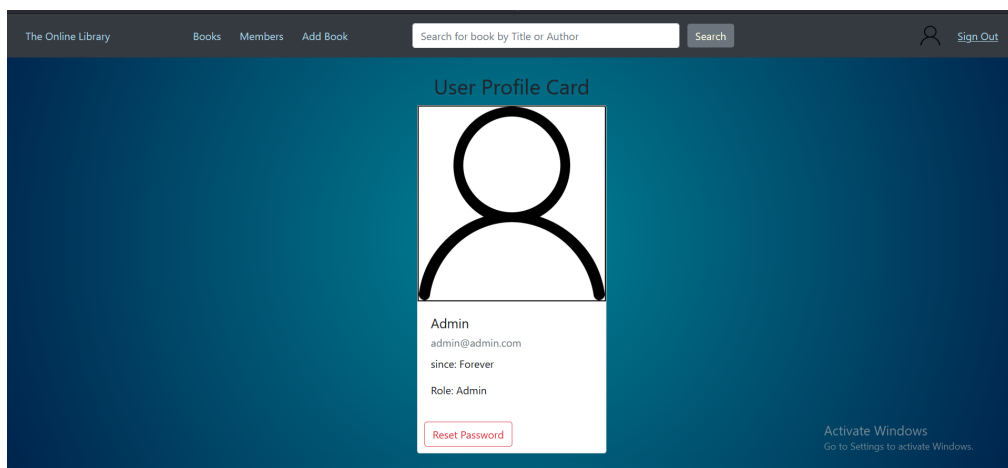 The Online Library Books Members Add Book Search for book by Title or Author Search Sign Out
User Profile Card
Admin
admin@admin.com
since: Forever
Role: Admin
Reset Password
Activate Windows
Go to Settings to activate Windows.